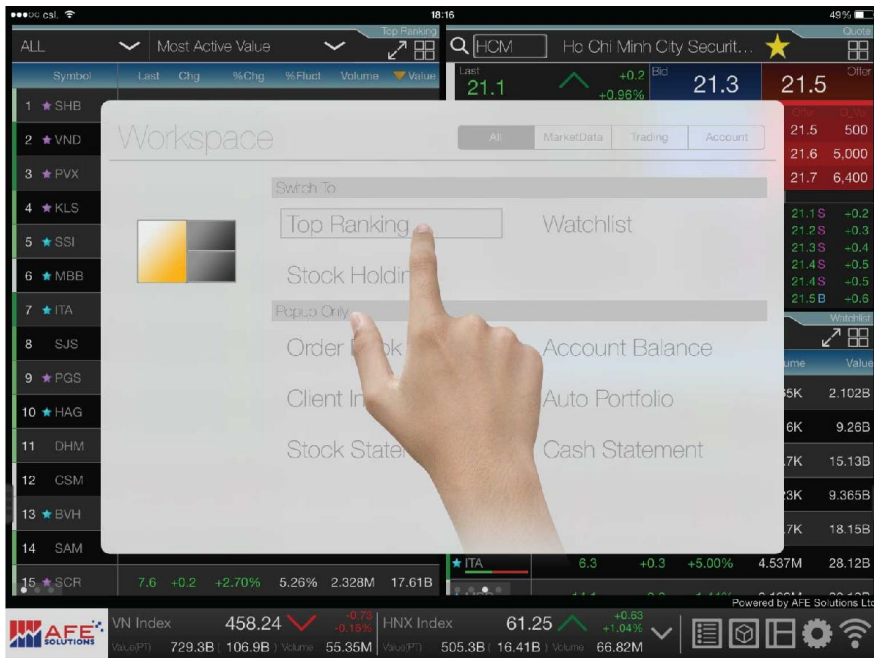 csl.
18:16
49%
Top Ranking
ALL
Most Active Value
Symbol Last Chg %Chg %Fluct Volume Value
1 SHB
2 VND
3 PVX
4 KLS
5 SSI
6 MBB
7 ITA
8 SJS
9 PGS
10 HAG
11 DHM
12 CSM
13 BVH
14 SAM
15 SCR 7.6 +0.2 +2.70% 5.26% 2.328M 17.61B
Quote
HCM Ho Chi Minh City Securit...
Last 21.1 +0.2 +0.96% Bid 21.3 21.5 Offer
21.5 500
21.6 5,000
21.7 6,400
21.1 S +0.2
21.2 S +0.3
21.3 S +0.4
21.4 S +0.5
21.4 S +0.5
21.5 B +0.6
Workspace
All MarketData Trading Account
Switch To
Top Ranking Watchlist
Stock Holdin
Popup Only
Order B ok Account Balance
Client In Auto Portfolio
Stock State Cash Statement
Watchlist
ume Value
5K 2.102B
6K 9.26B
.7K 15.13B
3K 9.365B
.7K 18.15B
ITA 6.3 +0.3 +5.00% 4.537M 28.12B
Powered by AFE Solutions Ltd
AFE SOLUTIONS
VN Index 458.24 -0.73 -0.15%
Value(PT) 729.3B ( 106.9B ) Volume 55.35M
HNX Index 61.25 +0.63 +1.04%
Value(PT) 505.3B ( 16.41B ) Volume 66.82M